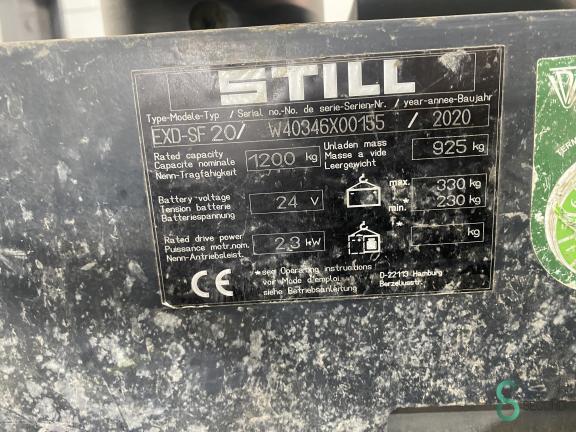 STILL
Type-Modele-Typ / Serial no.-No. de serie-Serien-Nr. / year-annee-Baujahr
EXD-SF 20/ W40346X00155 / 2020
Rated capacity
Capacite nominale 1200 kg
Nenn-Tragfähigkeit
Unladen mass
Masse a vide 925 kg
Leergewicht
Battery voltage
Tension batterie 24 V
Batteriespannung
max. 330 kg
* min. 230 kg
Rated drive power
Puissance motr.nom. 2.3 kW
Nenn-Antriebsleist.
* kg
CE
*see Operating instructions
voir Mode d'emploi
siehe Betriebsanleitung
D-22113 Hamburg
Berzeliusstr.